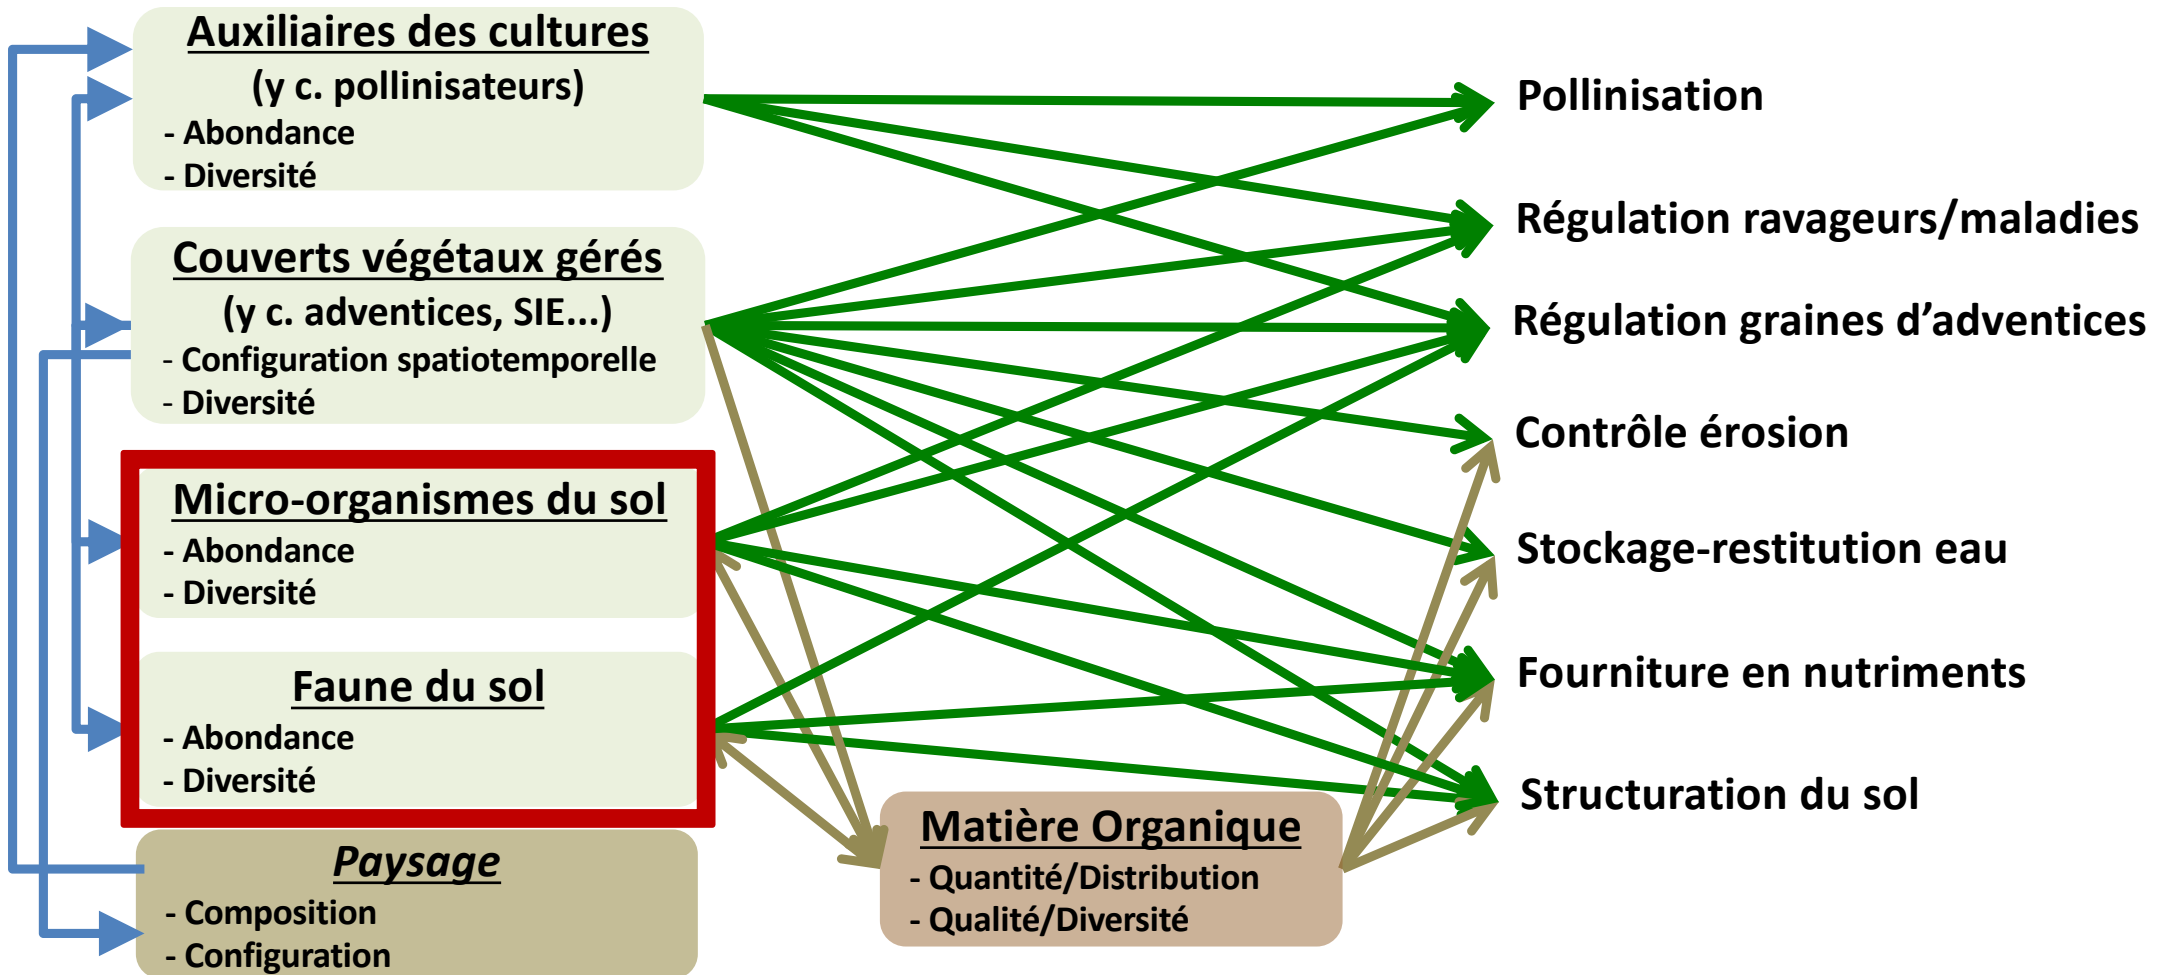 Auxiliaires des cultures
(y c. pollinisateurs)
- Abondance
- Diversité
Couverts végétaux gérés
(y c. adventices, SIE...)
- Configuration spatiotemporelle
- Diversité
Micro-organismes du sol
- Abondance
- Diversité
Faune du sol
- Abondance
- Diversité
Paysage
- Composition
- Configuration
Matière Organique
- Quantité/Distribution
- Qualité/Diversité
Pollinisation
Régulation ravageurs/maladies
Régulation graines d’adventices
Contrôle érosion
Stockage-restitution eau
Fourniture en nutriments
Structuration du sol